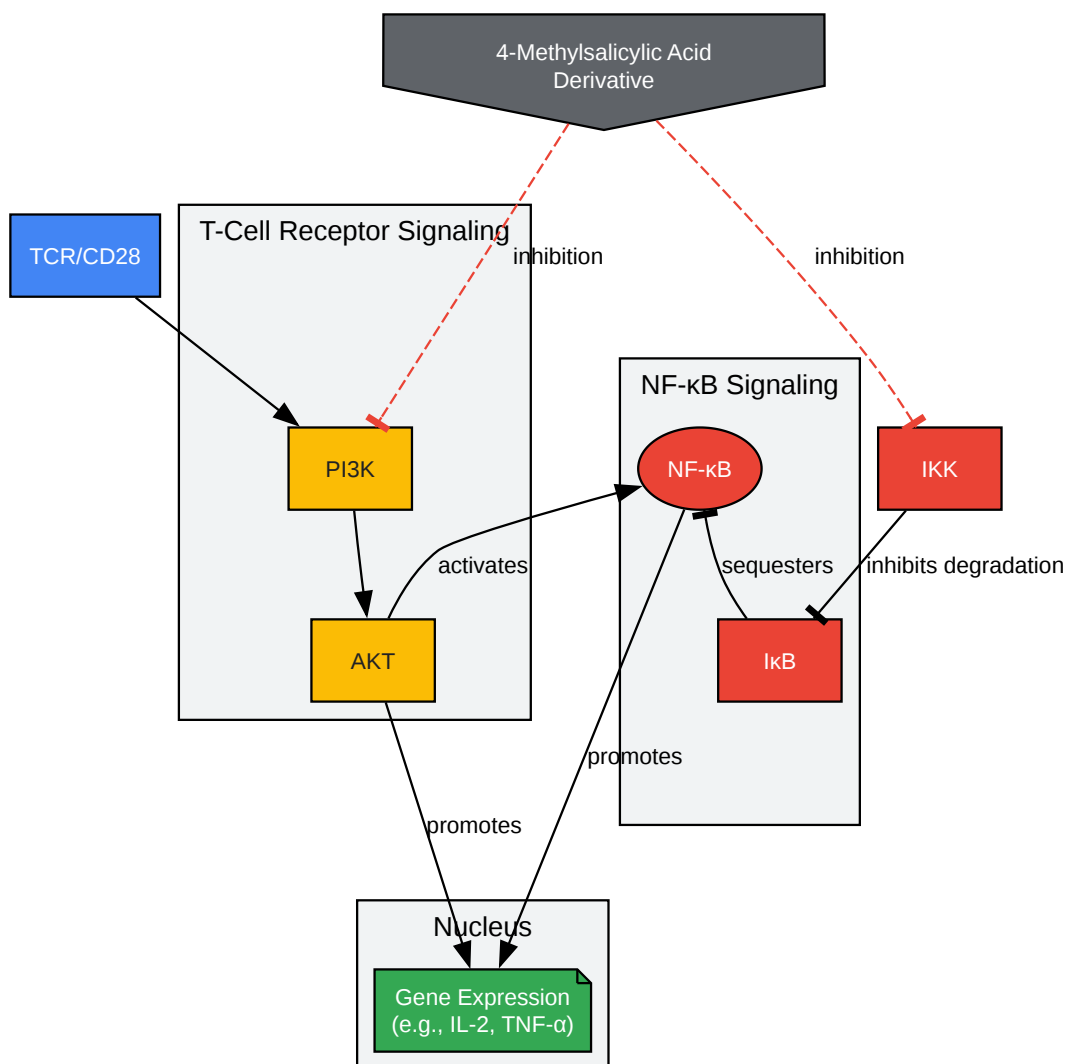 4-Methylsalicylic Acid
Derivative
T-Cell Receptor Signaling
TCR/CD28
inhibition
inhibition
NF-κB Signaling
PI3K
NF-κB
IKK
activates
sequesters
inhibits degradation
AKT
IκB
promotes
promotes
Nucleus
Gene Expression
(e.g., IL-2, TNF-α)